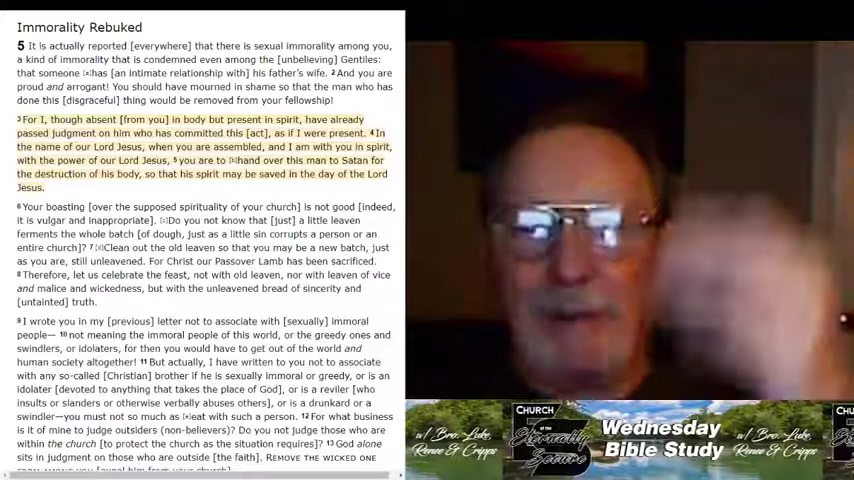 Immorality Rebuked
5 It is actually reported [everywhere] that there is sexual immorality among you,
a kind of immorality that is condemned even among the [unbelieving] Gentiles:
that someone [a]has [an intimate relationship with] his father's wife. 2 And you are
proud and arrogant! You should have mourned in shame so that the man who has
done this [disgraceful] thing would be removed from your fellowship!
3 For I, though absent [from you] in body but present in spirit, have already
passed judgment on him who has committed this [act], as if I were present. 4 In
the name of our Lord Jesus, when you are assembled, and I am with you in spirit,
with the power of our Lord Jesus, 5 you are to [b]hand over this man to Satan for
the destruction of his body, so that his spirit may be saved in the day of the Lord
Jesus.
6 Your boasting [over the supposed spirituality of your church] is not good [indeed,
it is vulgar and inappropriate]. [c]Do you not know that [just] a little leaven
ferments the whole batch [of dough, just as a little sin corrupts a person or an
entire church]? 7 [d]Clean out the old leaven so that you may be a new batch, just
as you are, still unleavened. For Christ our Passover Lamb has been sacrificed.
8 Therefore, let us celebrate the feast, not with old leaven, nor with leaven of vice
and malice and wickedness, but with the unleavened bread of sincerity and
[untainted] truth.
9 I wrote you in my [previous] letter not to associate with [sexually] immoral
people— 10 not meaning the immoral people of this world, or the greedy ones and
swindlers, or idolaters, for then you would have to get out of the world and
human society altogether! 11 But actually, I have written to you not to associate
with any so-called [Christian] brother if he is sexually immoral or greedy, or is an
idolater [devoted to anything that takes the place of God], or is a reviler [who
insults or slanders or otherwise verbally abuses others], or is a drunkard or a
swindler—you must not so much as [e]eat with such a person. 12 For what business
is it of mine to judge outsiders (non-believers)? Do you not judge those who are
within the church [to protect the church as the situation requires]? 13 God alone
sits in judgment on those who are outside [the faith]. REMOVE THE WICKED ONE
w/ Bro. Luke,
Renee & Cripps
CHURCH
of the
Eternally
Secure
Wednesday
Bible Study
w/ Bro. Luke,
Renee & Cripps